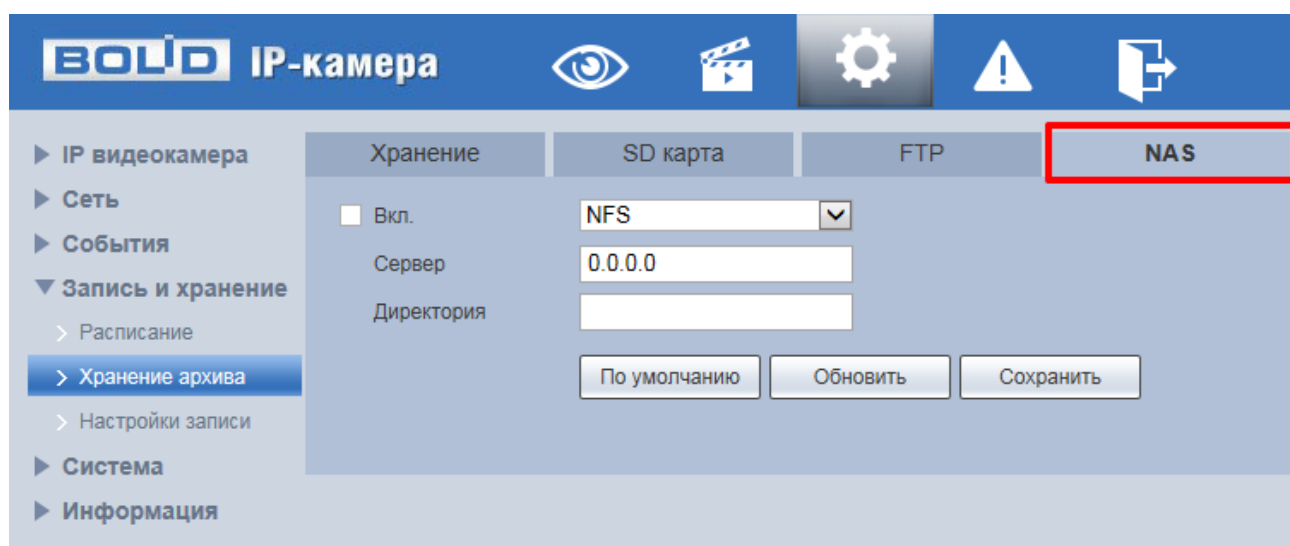 BOLID IP-камера
IP видеокамера
Сеть
События
Запись и хранение
Расписание
Хранение архива
Настройки записи
Система
Информация
Хранение SD карта FTP NAS
Вкл. NFS
Сервер 0.0.0.0
Директория
По умолчанию Обновить Сохранить